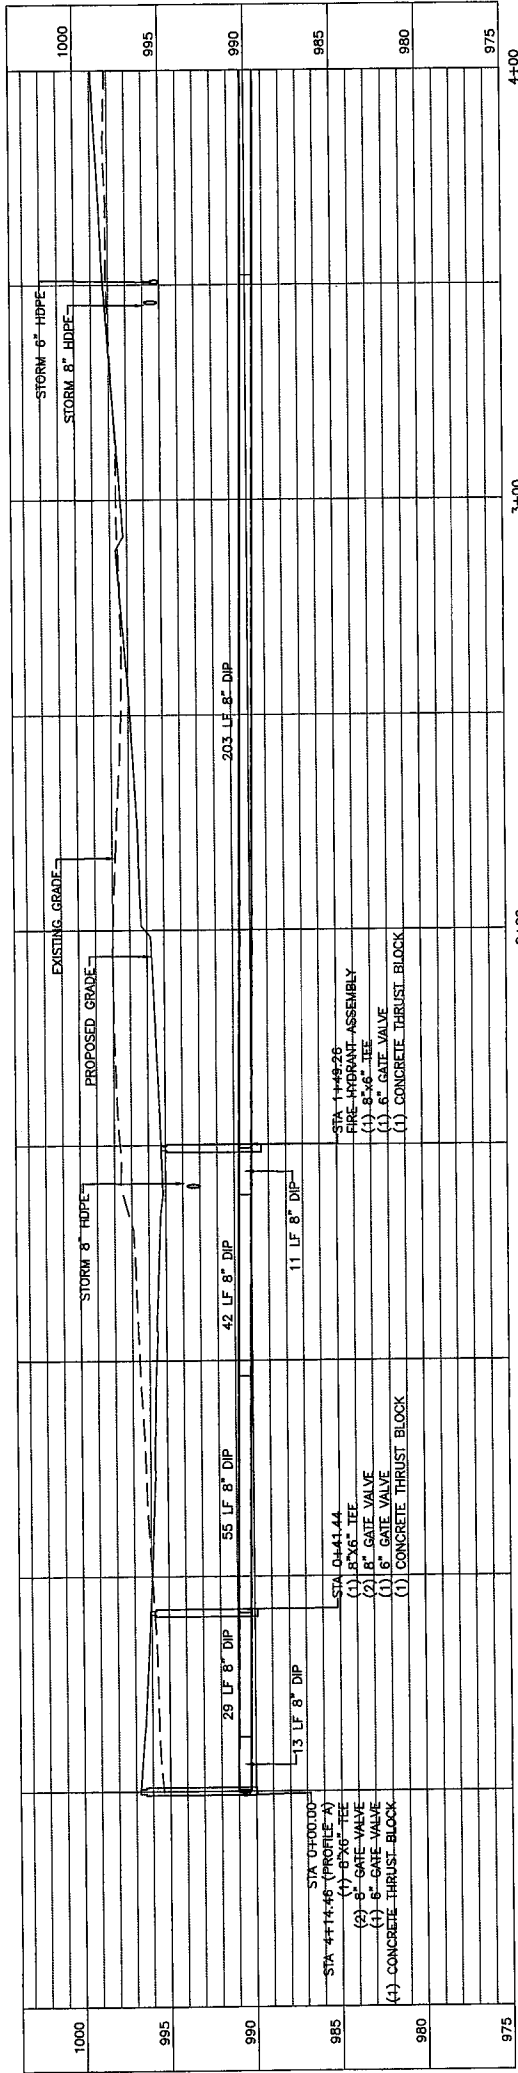 1000
995
990
985
980
975
4+00
STORM 6" HDPE
STORM 8" HDPE
3+00
203 LF 8" DIP
EXISTING GRADE
PROPOSED GRADE
STA 1+49.26
FIRE HYDRANT ASSEMBLY
(1) 8"x6" TEE
(1) 6" GATE VALVE
(1) CONCRETE THRUST BLOCK
STORM 8" HDPE
42 LF 8" DIP
11 LF 8" DIP
55 LF 8" DIP
STA 0+41.44
(1) 8"X6" TEE
(2) 8" GATE VALVE
(1) 6" GATE VALVE
(1) CONCRETE THRUST BLOCK
29 LF 8" DIP
13 LF 8" DIP
STA 0+00.00
STA 4+14.46 (PROFILE A)
(1) 8"X6" TEE
(2) 8" GATE VALVE
(1) 6" GATE VALVE
(1) CONCRETE THRUST BLOCK
1000
995
990
985
980
975